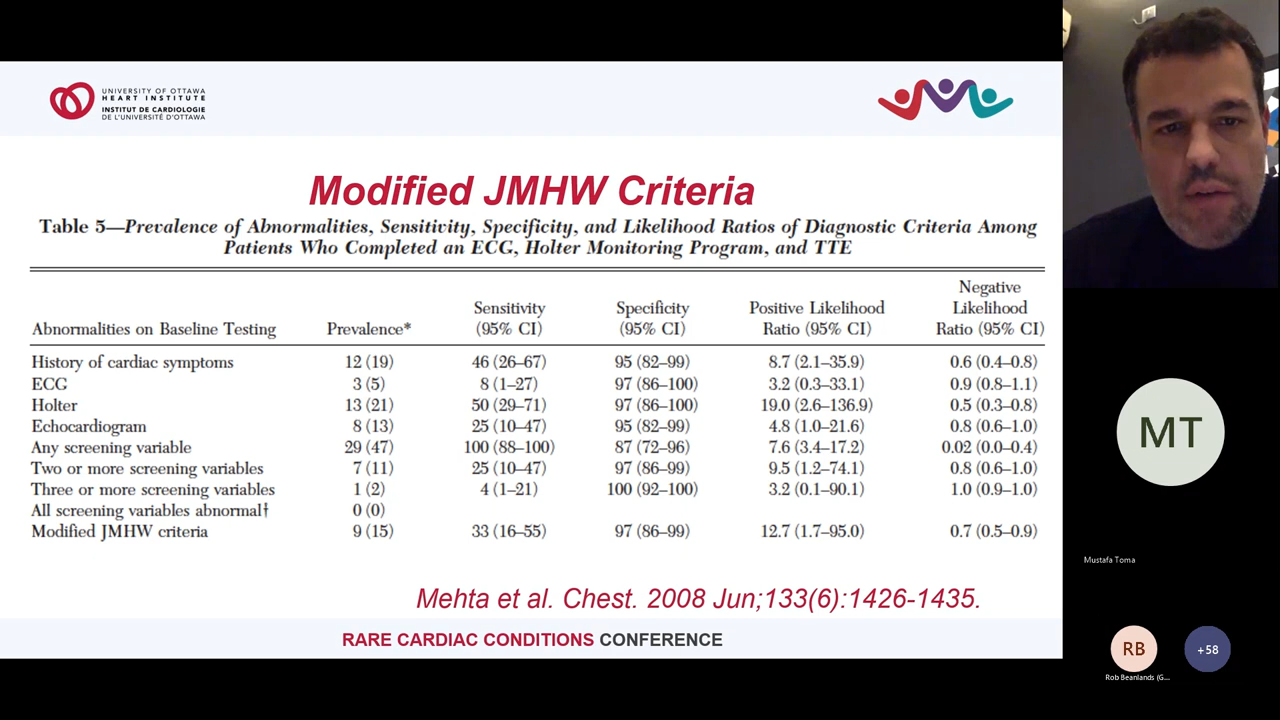 UNIVERSITY OF OTTAWA
HEART INSTITUTE
INSTITUT DE CARDIOLOGIE
DE L'UNIVERSITÉ D'OTTAWA
Modified JMHW Criteria
Table 5—Prevalence of Abnormalities, Sensitivity, Specificity, and Likelihood Ratios of Diagnostic Criteria Among
Patients Who Completed an ECG, Holter Monitoring Program, and TTE
Abnormalities on Baseline Testing Prevalence* Sensitivity (95% CI) Specificity (95% CI) Positive Likelihood Ratio (95% CI) Negative Likelihood Ratio (95% CI)
History of cardiac symptoms 12 (19) 46 (26–67) 95 (82–99) 8.7 (2.1–35.9) 0.6 (0.4–0.8)
ECG 3 (5) 8 (1–27) 97 (86–100) 3.2 (0.3–33.1) 0.9 (0.8–1.1)
Holter 13 (21) 50 (29–71) 97 (86–100) 19.0 (2.6–136.9) 0.5 (0.3–0.8)
Echocardiogram 8 (13) 25 (10–47) 95 (82–99) 4.8 (1.0–21.6) 0.8 (0.6–1.0)
Any screening variable 29 (47) 100 (88–100) 87 (72–96) 7.6 (3.4–17.2) 0.02 (0.0–0.4)
Two or more screening variables 7 (11) 25 (10–47) 97 (86–99) 9.5 (1.2–74.1) 0.8 (0.6–1.0)
Three or more screening variables 1 (2) 4 (1–21) 100 (92–100) 3.2 (0.1–90.1) 1.0 (0.9–1.0)
All screening variables abnormal† 0 (0)
Modified JMHW criteria 9 (15) 33 (16–55) 97 (86–99) 12.7 (1.7–95.0) 0.7 (0.5–0.9)
Mehta et al. Chest. 2008 Jun;133(6):1426-1435.
RARE CARDIAC CONDITIONS CONFERENCE
MT
Mustafa Toma
RB
+58
Rob Beanlands (G...